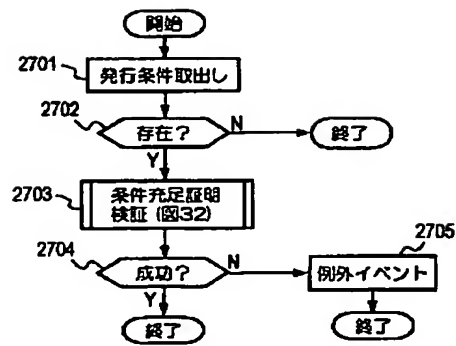 開始
2701
発行条件取出し
2702
存在?
N
終了
Y
2703
条件充足証明
検証(図32)
2704
2705
成功?
N
例外イベント
Y
終了
終了